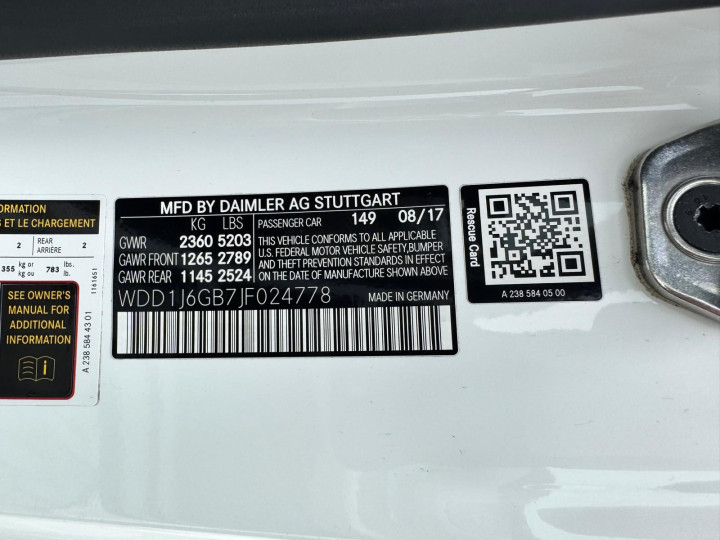 ORMATION
S ET LE CHARGEMENT
2 REAR ARRIÈRE 2
355 kg or kg ou 783 lbs. lb.
1161651
SEE OWNER'S
MANUAL FOR
ADDITIONAL
INFORMATION
A 238 584 43 01
MFD BY DAIMLER AG STUTTGART
KG LBS
GVWR 2360 5203
GAWR FRONT 1265 2789
GAWR REAR 1145 2524
PASSENGER CAR 149 08/17
THIS VEHICLE CONFORMS TO ALL APPLICABLE
U.S. FEDERAL MOTOR VEHICLE SAFETY,BUMPER
AND THEFT PREVENTION STANDARDS IN EFFECT
ON THE DATE OF MANUFACTURE SHOWN ABOVE.
WDD1J6GB7JF024778 MADE IN GERMANY
Rescue Card
A 238 584 05 00